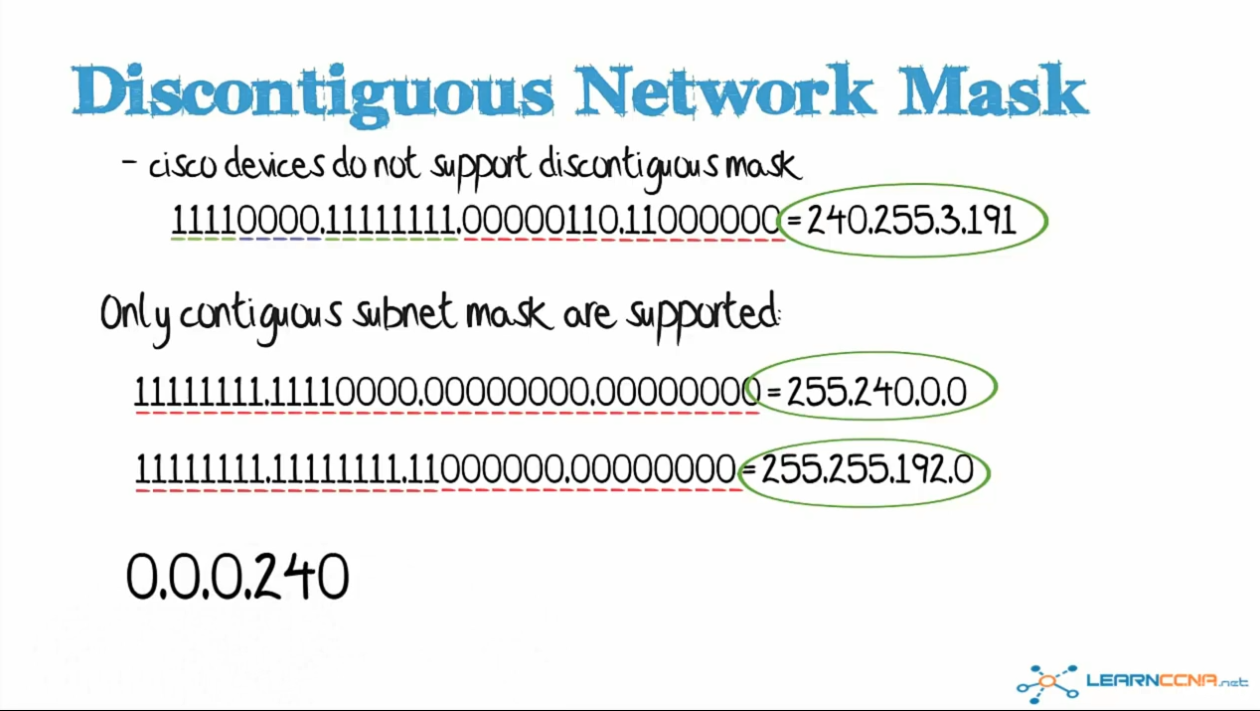 Discontiguous Network Mask
- cisco devices do not support discontiguous mask
11110000.11111111.00000110.11000000 = 240.255.3.191
Only contiguous subnet mask are supported:
11111111.11110000.00000000.00000000 = 255.240.0.0
11111111.11111111.11000000.00000000 = 255.255.192.0
0.0.0.240
LEARNCCNA.net